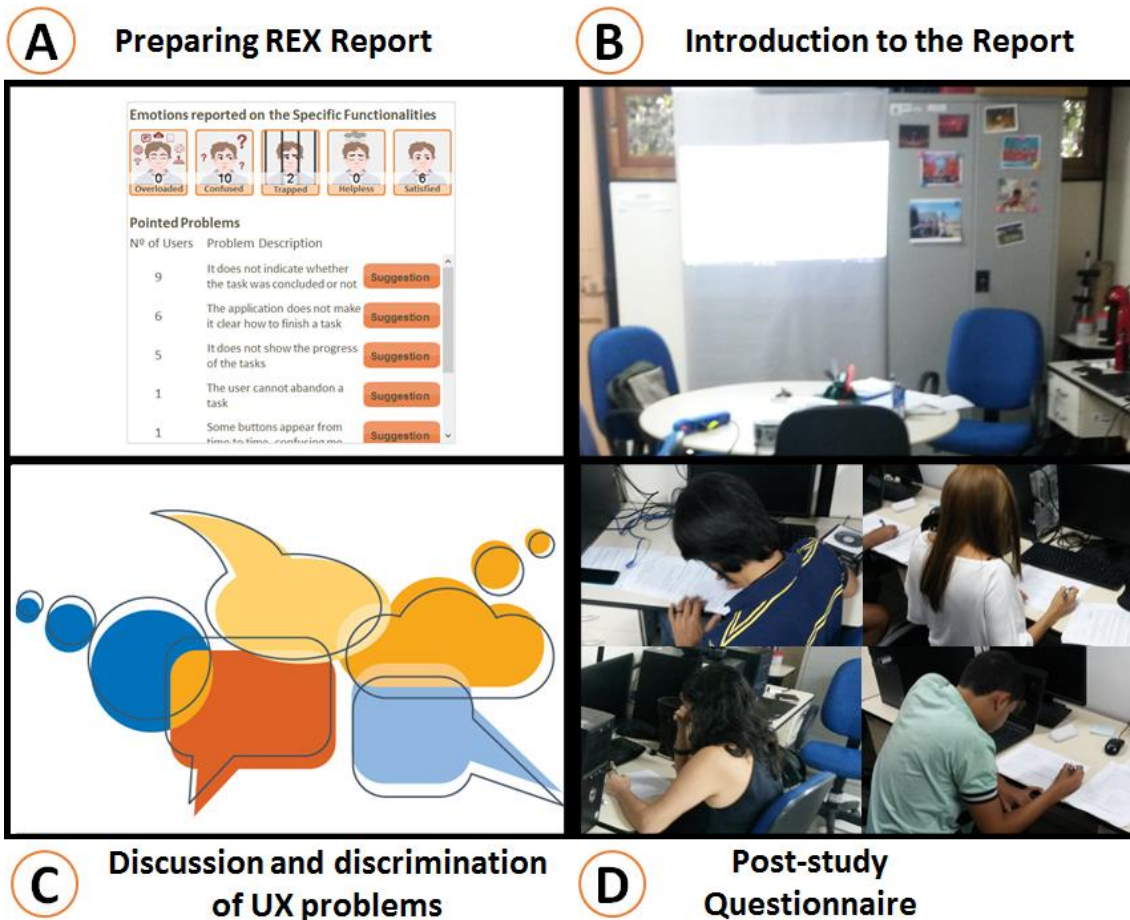 A Preparing REX Report
B Introduction to the Report
Emotions reported on the Specific Functionalities
0 10 2 0 6
Overloaded Confused Trapped Helpless Satisfied
Pointed Problems
Nº of Users Problem Description
9 It does not indicate whether
the task was concluded or not Suggestion
6 The application does not make
it clear how to finish a task Suggestion
5 It does not show the progress
of the tasks Suggestion
1 The user cannot abandon a
task Suggestion
1 Some buttons appear from
time to time, confusing me Suggestion
C Discussion and discrimination
of UX problems
D Post-study
Questionnaire